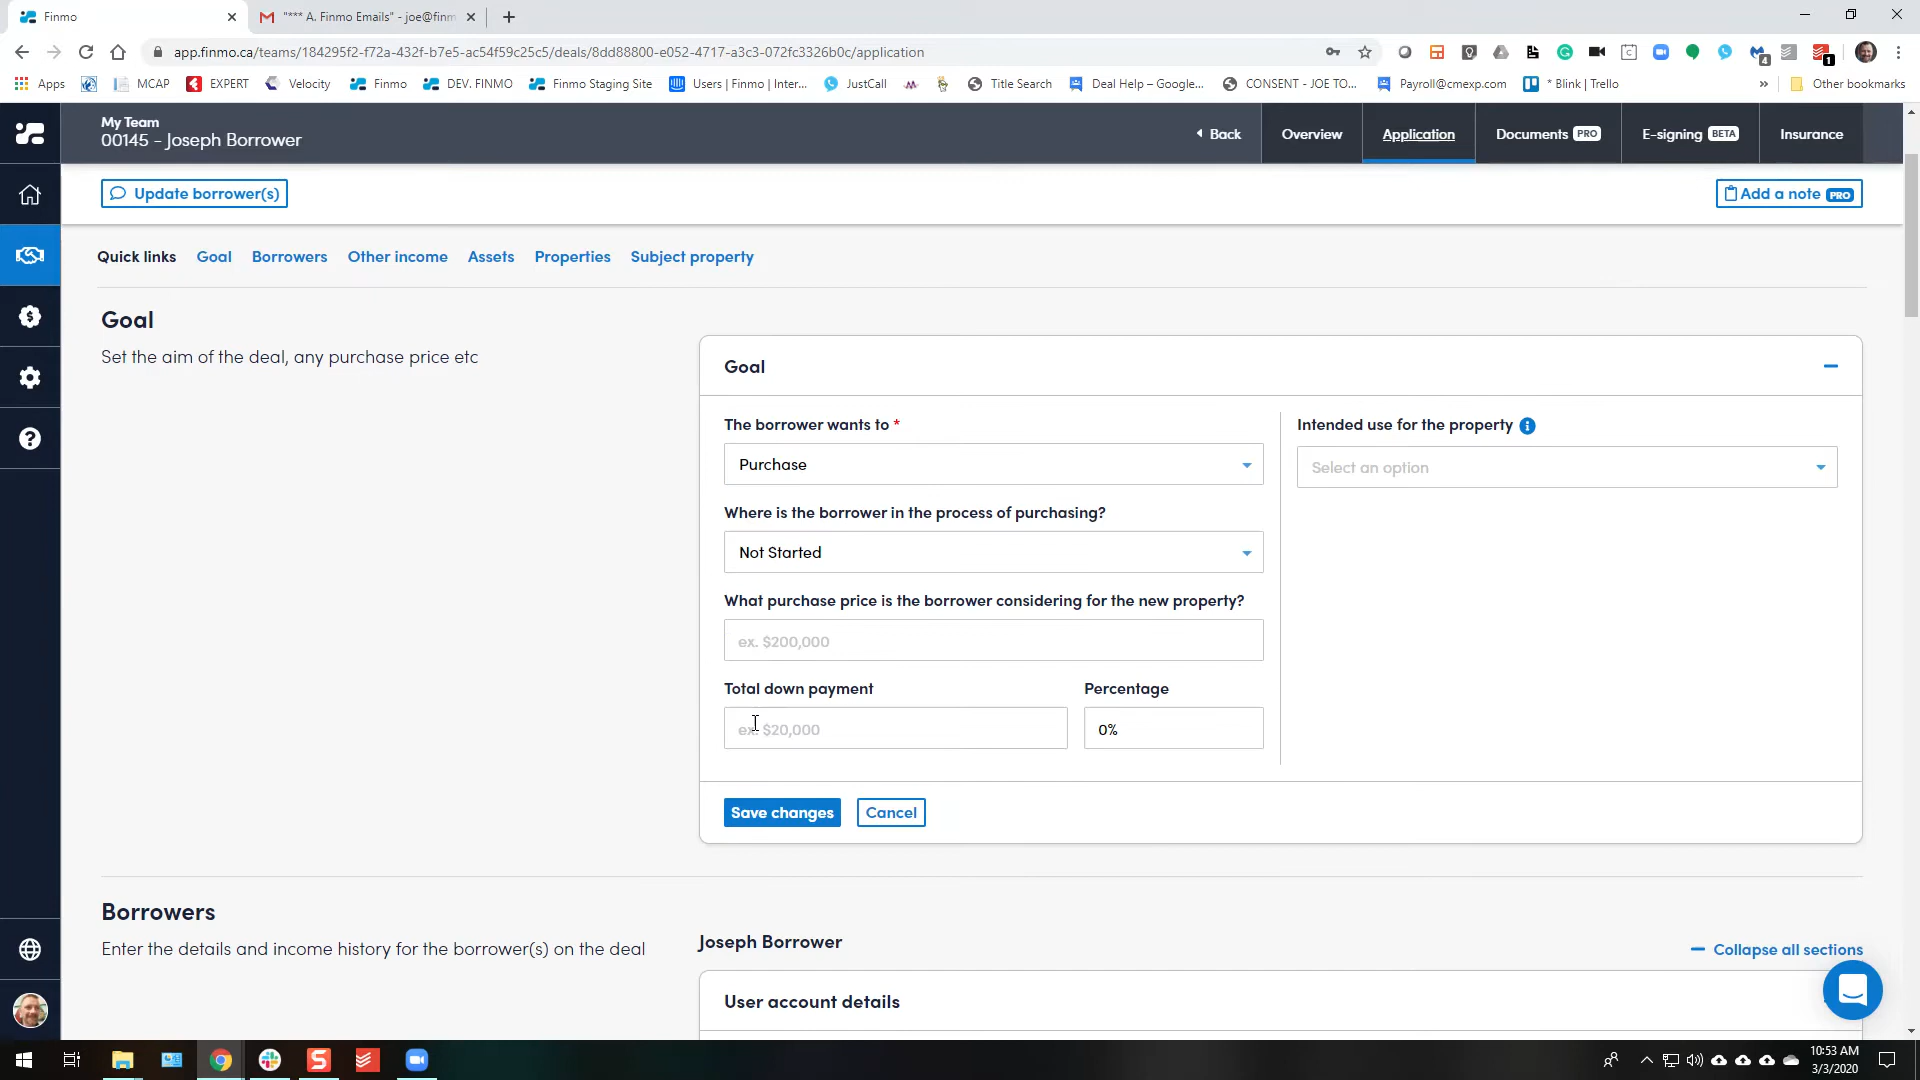 Finmo
"*** A. Finmo Emails" - joe@finm
app.finmo.ca/teams/184295f2-f72a-432f-b7e5-ac54f59c25c5/deals/8dd88800-e052-4717-a3c3-072fc3326b0c/application
4
1
Apps
MCAP
EXPERT
Velocity
Finmo
DEV. FINMO
Finmo Staging Site
Users | Finmo | Inter...
JustCall
Title Search
Deal Help – Google...
CONSENT - JOE TO...
Payroll@cmexp.com
* Blink | Trello
»
Other bookmarks
My Team
00145 - Joseph Borrower
Back
Overview
Application
Documents PRO
E-signing BETA
Insurance
Update borrower(s)
Add a note PRO
Quick links Goal Borrowers Other income Assets Properties Subject property
Goal
Set the aim of the deal, any purchase price etc
Goal
The borrower wants to *
Purchase
Where is the borrower in the process of purchasing?
Not Started
What purchase price is the borrower considering for the new property?
ex. $200,000
Total down payment
ex. $20,000
Percentage
0%
Intended use for the property
Select an option
Save changes
Cancel
Borrowers
Enter the details and income history for the borrower(s) on the deal
Joseph Borrower
Collapse all sections
User account details
10:53 AM
3/3/2020